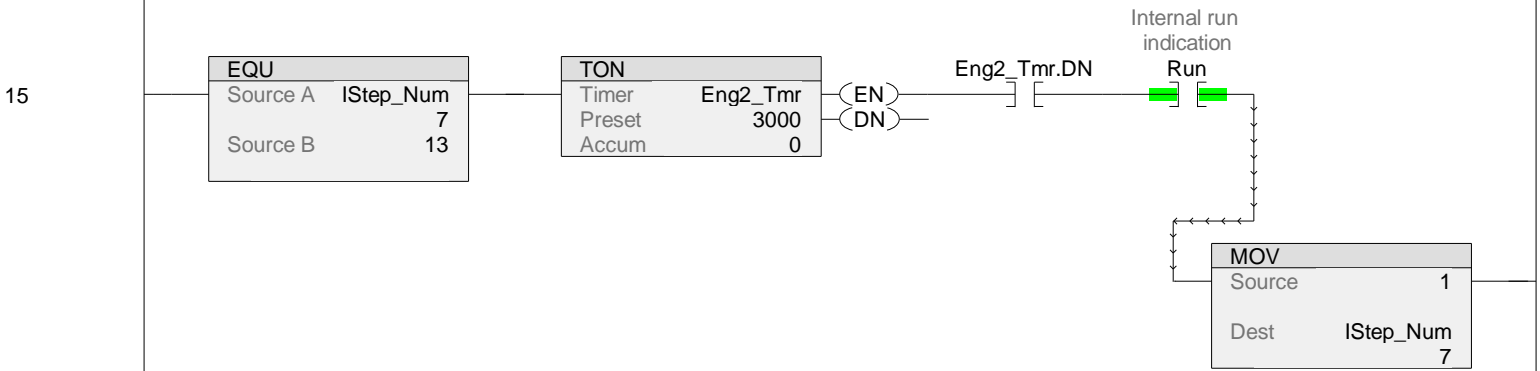 Internal run
indication
Eng2_Tmr.DN Run
EQU TON
15 Source A IStep_Num Timer Eng2_Tmr EN
7 Preset 3000 DN
Source B 13 Accum 0
MOV
Source 1
Dest IStep_Num
7